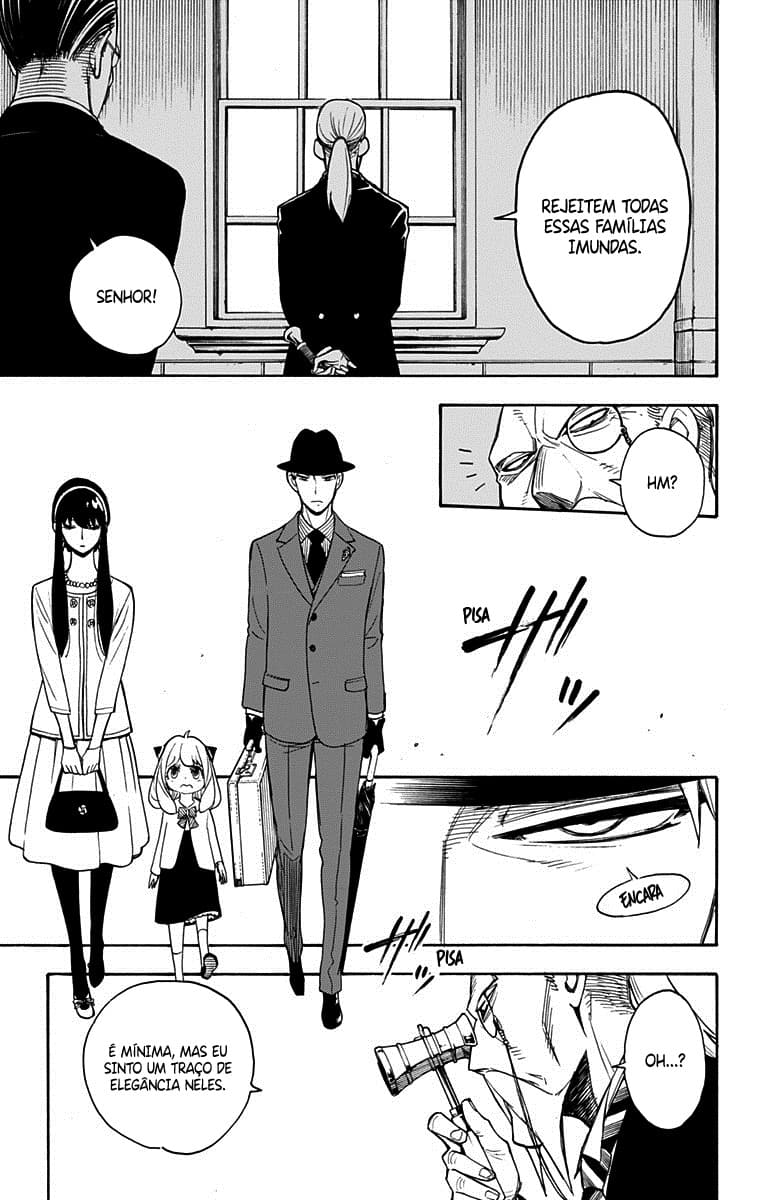 REJEITEM TODAS
ESSAS FAMÍLIAS
IMUNDAS.
SENHOR!
HM?
PISA
ENCARA
PISA
OH...?
É MÍNIMA, MAS EU
SINTO UM TRAÇO DE
ELEGÂNCIA NELES.